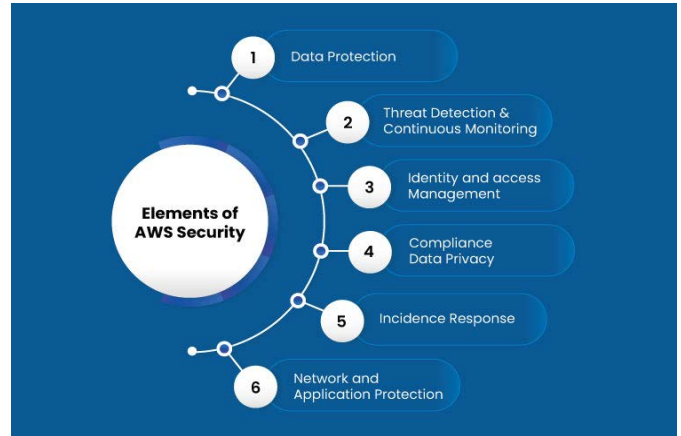 1
Data Protection
2
Threat Detection &
Continuous Monitoring
3
Identity and access
Management
Elements of
AWS Security
4
Compliance
Data Privacy
5
Incidence Response
6
Network and
Application Protection